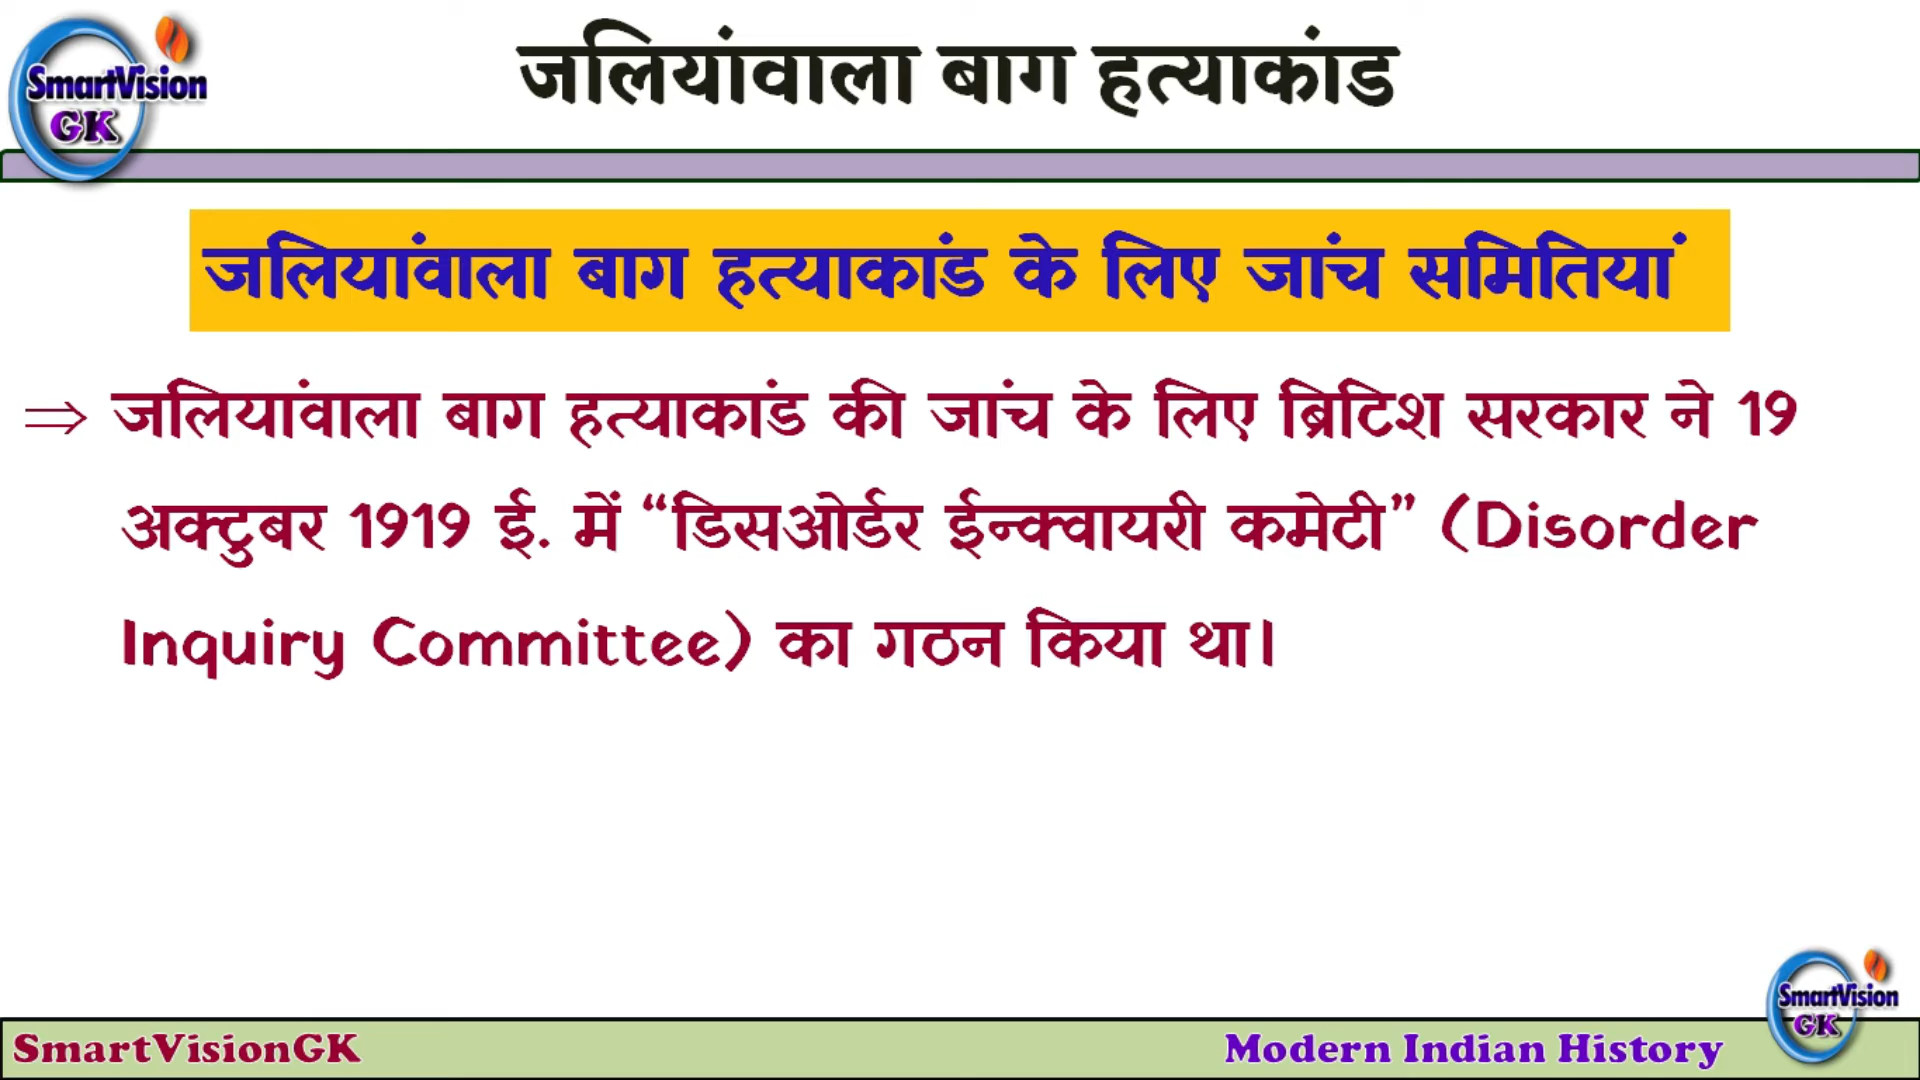 SmartVision
GK
जलियांवाला बाग हत्याकांड
जलियांवाला बाग हत्याकांड के लिए जांच समितियां
⇒ जलियांवाला बाग हत्याकांड की जांच के लिए ब्रिटिश सरकार ने 19
अक्टुबर 1919 ई. में “डिसओर्डर ईन्क्वायरी कमेटी” (Disorder
Inquiry Committee) का गठन किया था।
SmartVision
GK
SmartVisionGK
Modern Indian History